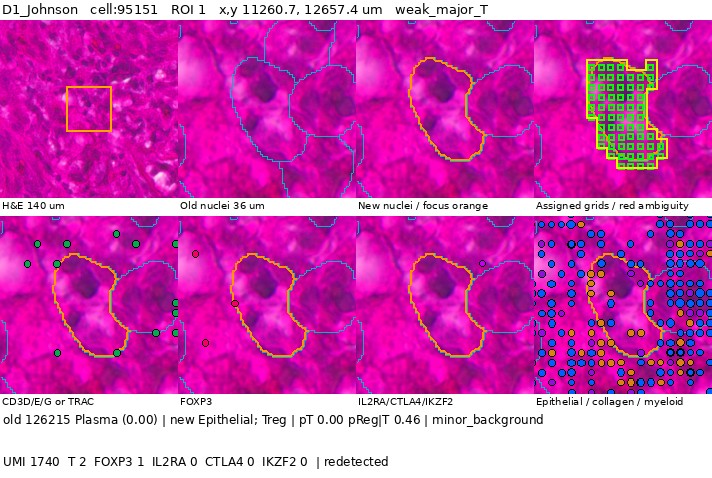 D1_Johnson cell:95151 ROI 1 x,y 11260.7, 12657.4 um weak_major_T
H&E 140 um
Old nuclei 36 um
New nuclei / focus orange
Assigned grids / red ambiguity
CD3D/E/G or TRAC
FOXP3
IL2RA/CTLA4/IKZF2
Epithelial / collagen / myeloid
old 126215 Plasma (0.00) | new Epithelial; Treg | pT 0.00 pReg|T 0.46 | minor_background
UMI 1740 T 2 FOXP3 1 IL2RA 0 CTLA4 0 IKZF2 0 | redetected